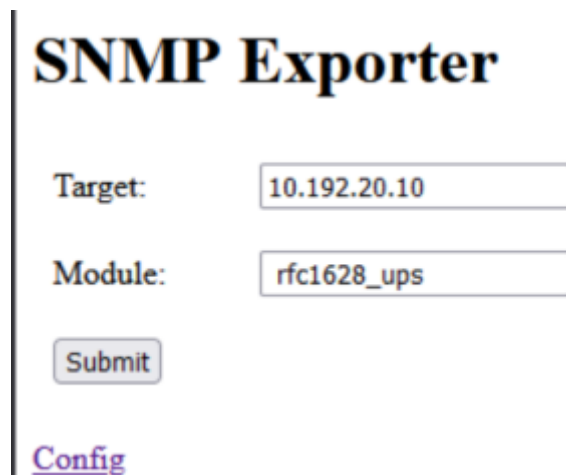 SNMP Exporter
Target: 10.192.20.10
Module: rfc1628_ups
Submit
Config